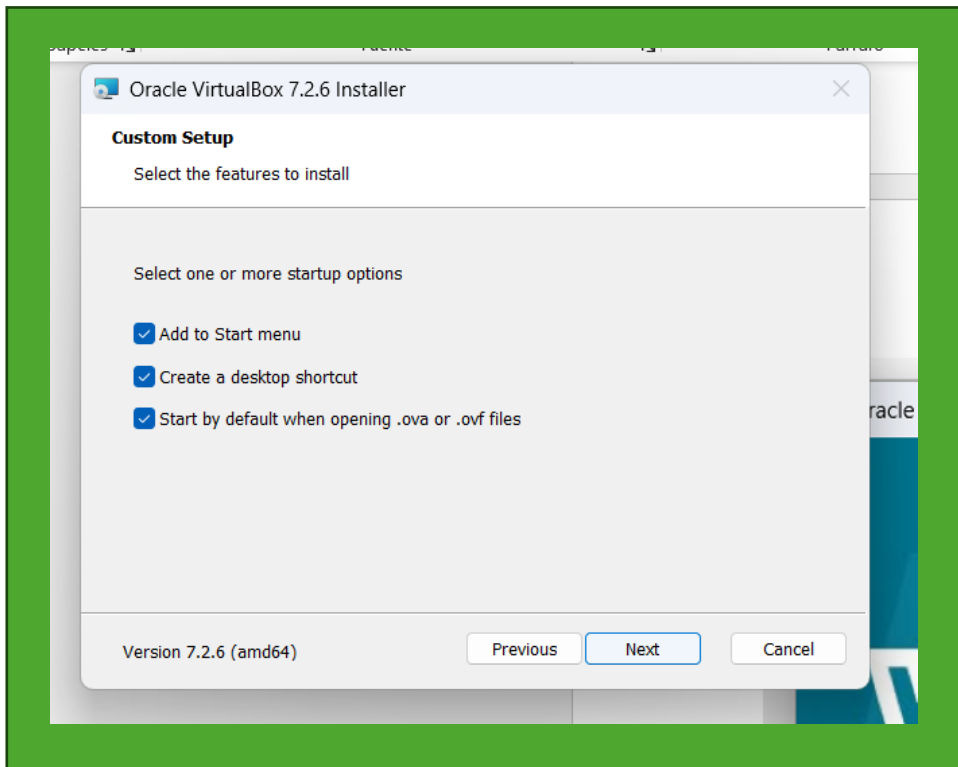 Oracle VirtualBox 7.2.6 Installer
Custom Setup
Select the features to install
Select one or more startup options
Add to Start menu
Create a desktop shortcut
Start by default when opening .ova or .ovf files
racle
Version 7.2.6 (amd64)
Previous
Next
Cancel